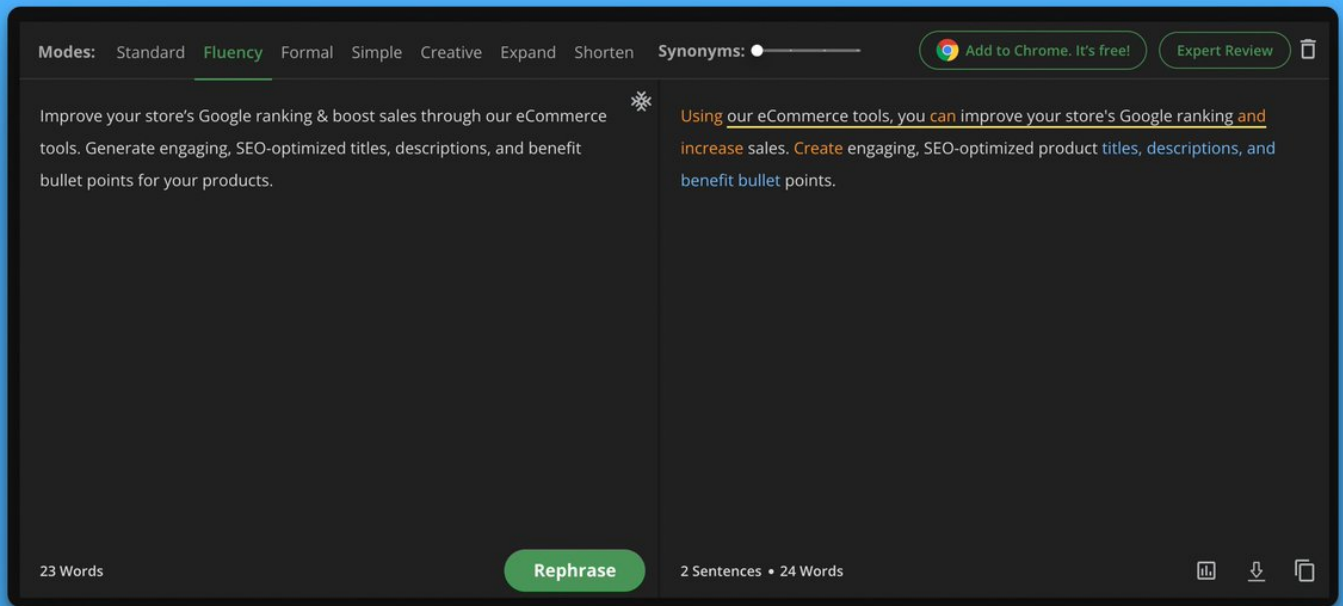 Modes: Standard Fluency Formal Simple Creative Expand Shorten Synonyms: Add to Chrome. It's free! Expert Review
Improve your store’s Google ranking & boost sales through our eCommerce
tools. Generate engaging, SEO-optimized titles, descriptions, and benefit
bullet points for your products.
Using our eCommerce tools, you can improve your store's Google ranking and
increase sales. Create engaging, SEO-optimized product titles, descriptions, and
benefit bullet points.
23 Words Rephrase 2 Sentences • 24 Words